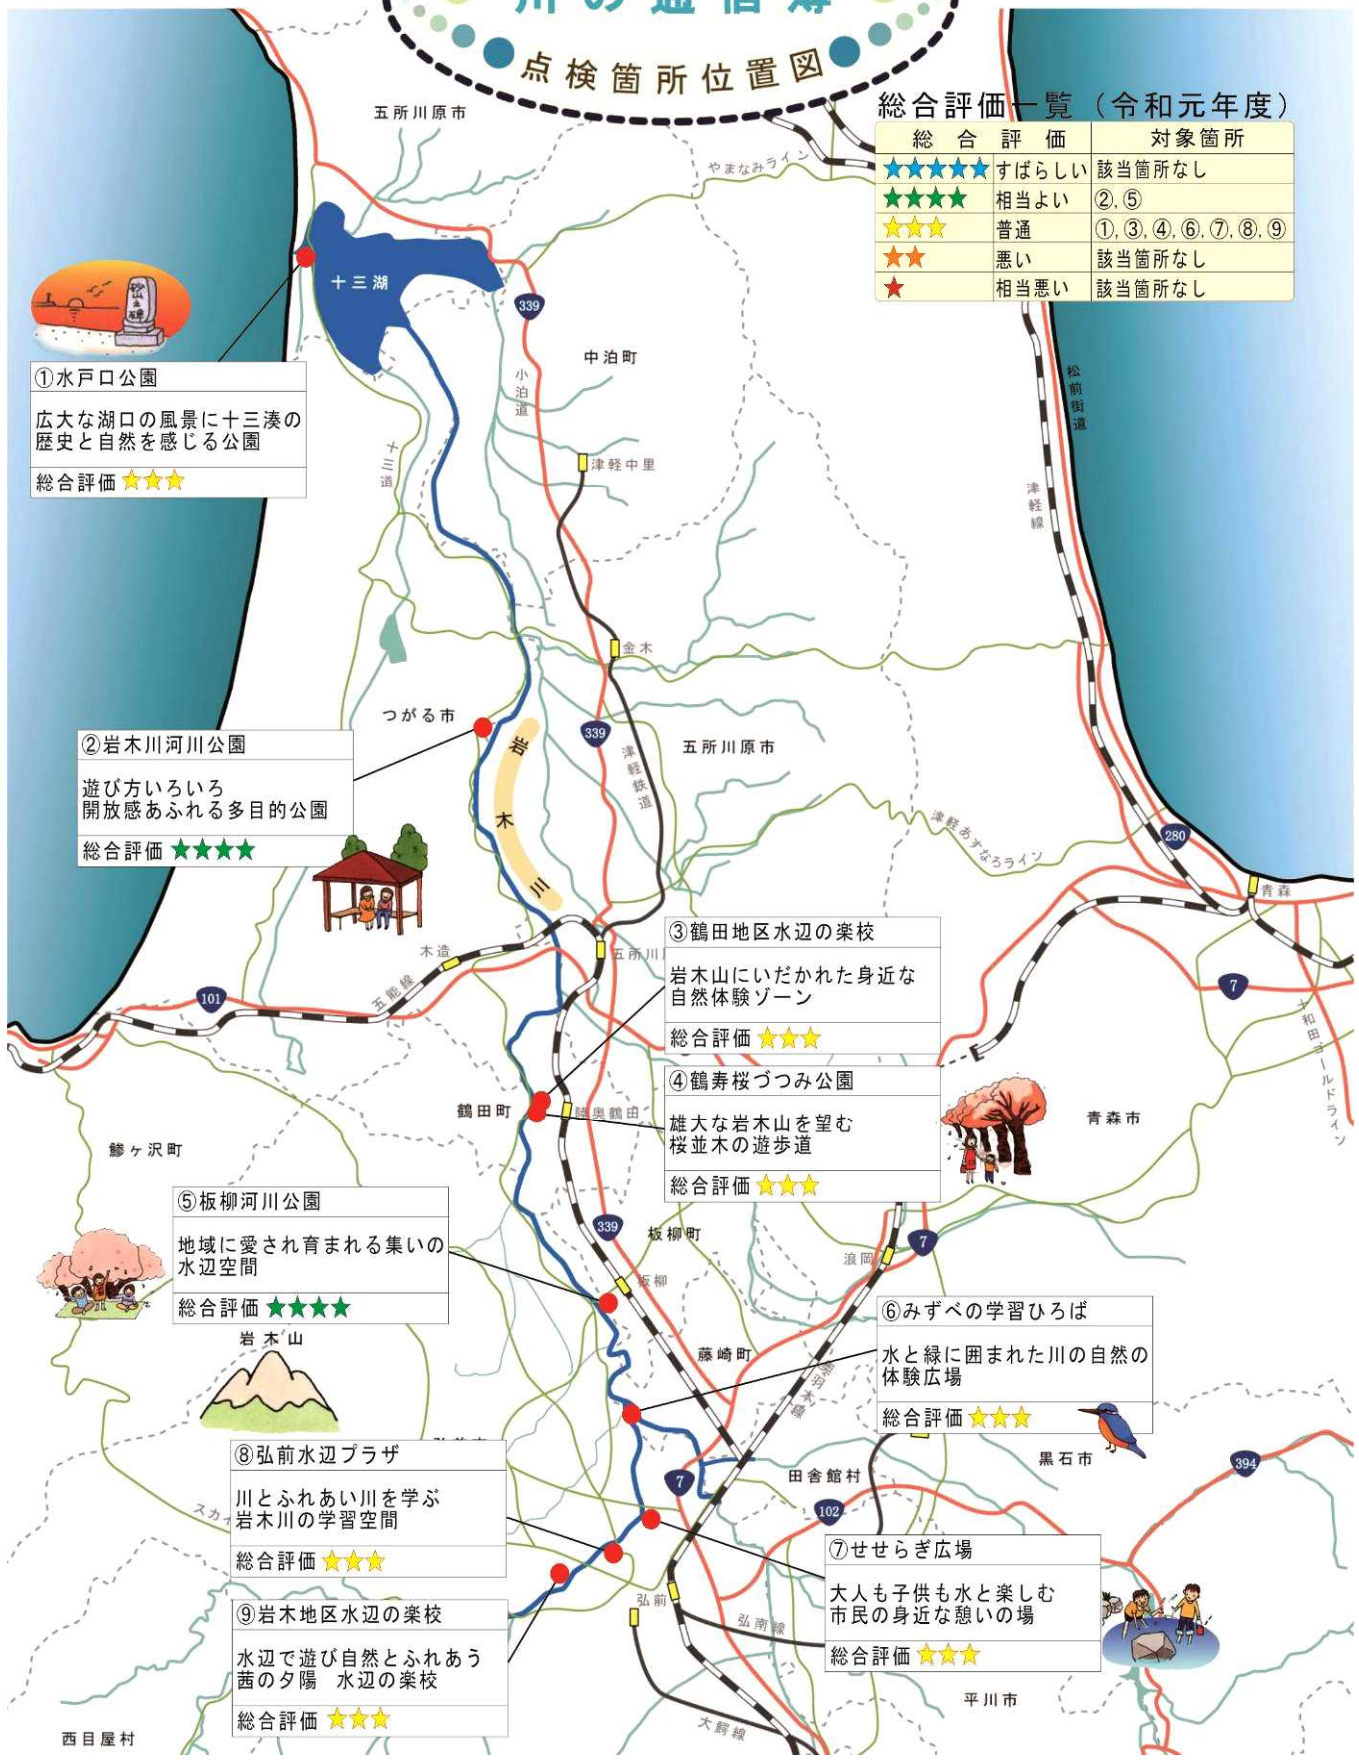 川の通信簿
点検箇所位置図
総合評価一覧（令和元年度）
総合評価 対象箇所
★★★★★ すばらしい 該当箇所なし
★★★★ 相当よい ②,⑤
★★★ 普通 ①,③,④,⑥,⑦,⑧,⑨
★★ 悪い 該当箇所なし
★ 相当悪い 該当箇所なし
五所川原市
やまなみライン
十三湖
339
中泊町
小泊道
松前街道
①水戸口公園
広大な湖口の風景に十三湊の
歴史と自然を感じる公園
総合評価 ★★★
十三道
津軽中里
津軽線
金木
つがる市
339
五所川原市
津軽鉄道
岩木川
②岩木川河川公園
遊び方いろいろ
開放感あふれる多目的公園
総合評価 ★★★★
津軽あすなろライン
280
青森
木造
五能線
101
五所川
③鶴田地区水辺の楽校
岩木山にいだかれた身近な
自然体験ゾーン
総合評価 ★★★
7
十和田ゴールドライン
④鶴寿桜づつみ公園
雄大な岩木山を望む
桜並木の遊歩道
総合評価 ★★★
鶴田町
陸奥鶴田
青森市
鰺ヶ沢町
⑤板柳河川公園
地域に愛され育まれる集いの
水辺空間
総合評価 ★★★★
339
板柳町
板柳
浪岡
7
岩木山
藤崎町
奥羽本線
⑥みずべの学習ひろば
水と緑に囲まれた川の自然の
体験広場
総合評価 ★★★
黒石市
394
田舎館村
7
102
⑧弘前水辺プラザ
川とふれあい川を学ぶ
岩木川の学習空間
総合評価 ★★★
スカイ
⑦せせらぎ広場
大人も子供も水と楽しむ
市民の身近な憩いの場
総合評価 ★★★
弘前
弘南線
⑨岩木地区水辺の楽校
水辺で遊び自然とふれあう
茜の夕陽 水辺の楽校
総合評価 ★★★
平川市
大鰐線
西目屋村